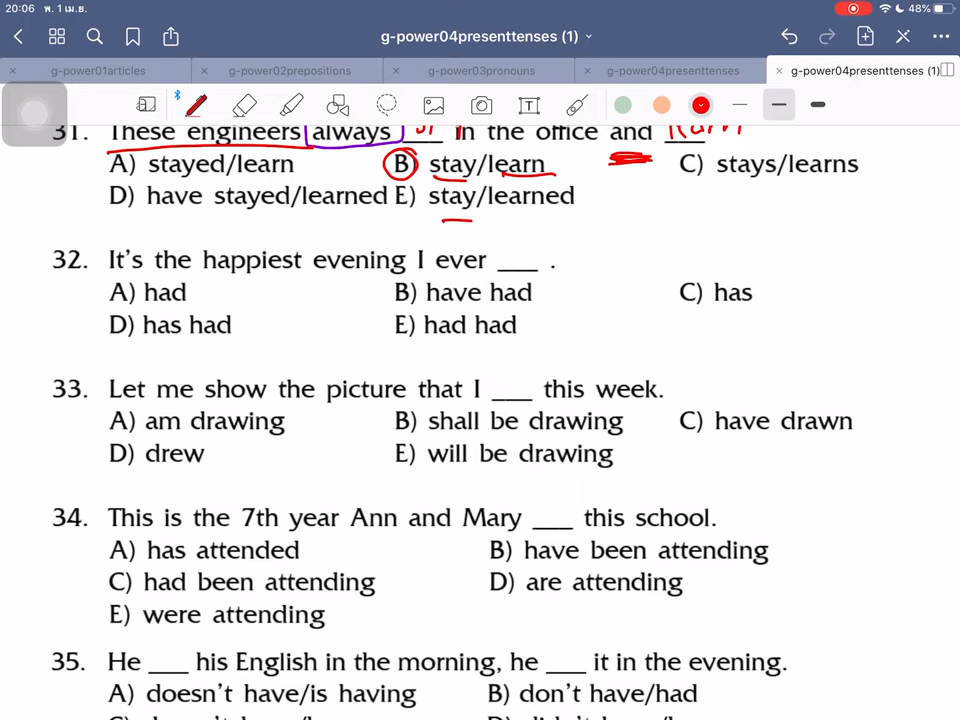 20:06 พ. 1 เม.ย. 48%
g-power04presenttenses (1)
g-power01articles g-power02prepositions g-power03pronouns g-power04presenttenses g-power04presenttenses (1)
31. These engineers always ___ in the office and ___
A) stayed/learn B) stay/learn C) stays/learns
D) have stayed/learned E) stay/learned
32. It's the happiest evening I ever ___ .
A) had B) have had C) has
D) has had E) had had
33. Let me show the picture that I ___ this week.
A) am drawing B) shall be drawing C) have drawn
D) drew E) will be drawing
34. This is the 7th year Ann and Mary ___ this school.
A) has attended B) have been attending
C) had been attending D) are attending
E) were attending
35. He ___ his English in the morning, he ___ it in the evening.
A) doesn't have/is having B) don't have/had